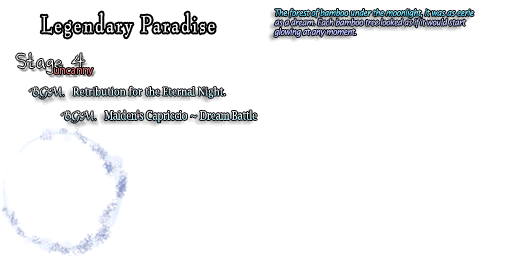 Legendary Paradise
Stage 4
uncanny
BGM. Retribution for the Eternal Night.
BGM. Maiden's Capriccio ~ Dream Battle
The forest of bamboo under the moonlight, it was as eerie
as a dream. Each bamboo tree looked as if it would start
glowing at any moment.